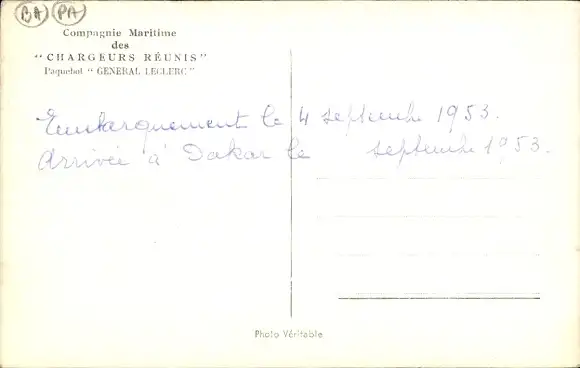 BA PA
Compagnie Maritime
des
"CHARGEURS RÉUNIS"
Paquebot "GENERAL LECLERC"
Embarquement le 4 septembre 1953.
Arrivée à Dakar le septembre 1953.
Photo Véritable